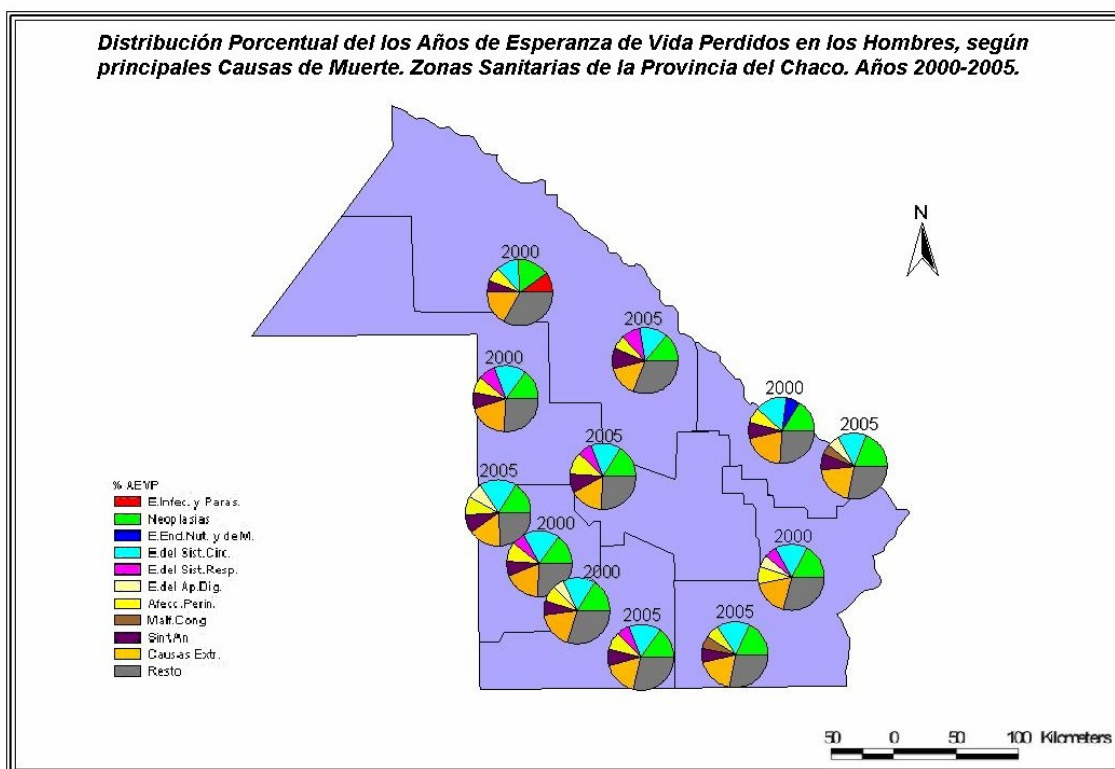 Distribución Porcentual del los Años de Esperanza de Vida Perdidos en los Hombres, según
principales Causas de Muerte. Zonas Sanitarias de la Provincia del Chaco. Años 2000-2005.
N
2000
2005
2000
2000
2005
2005
2005
2000
2000
2000
2005
2005
% AEVP
E.Infec. y Paras.
Neoplasias
E.End.Nut. y de M.
E.del Sist.Circ.
E.del Sist.Resp.
E.del Ap.Dig.
Afecc.Perin.
Malf.Cong
Sint.An
Causas Extr.
Resto
50 0 50 100 Kilometers